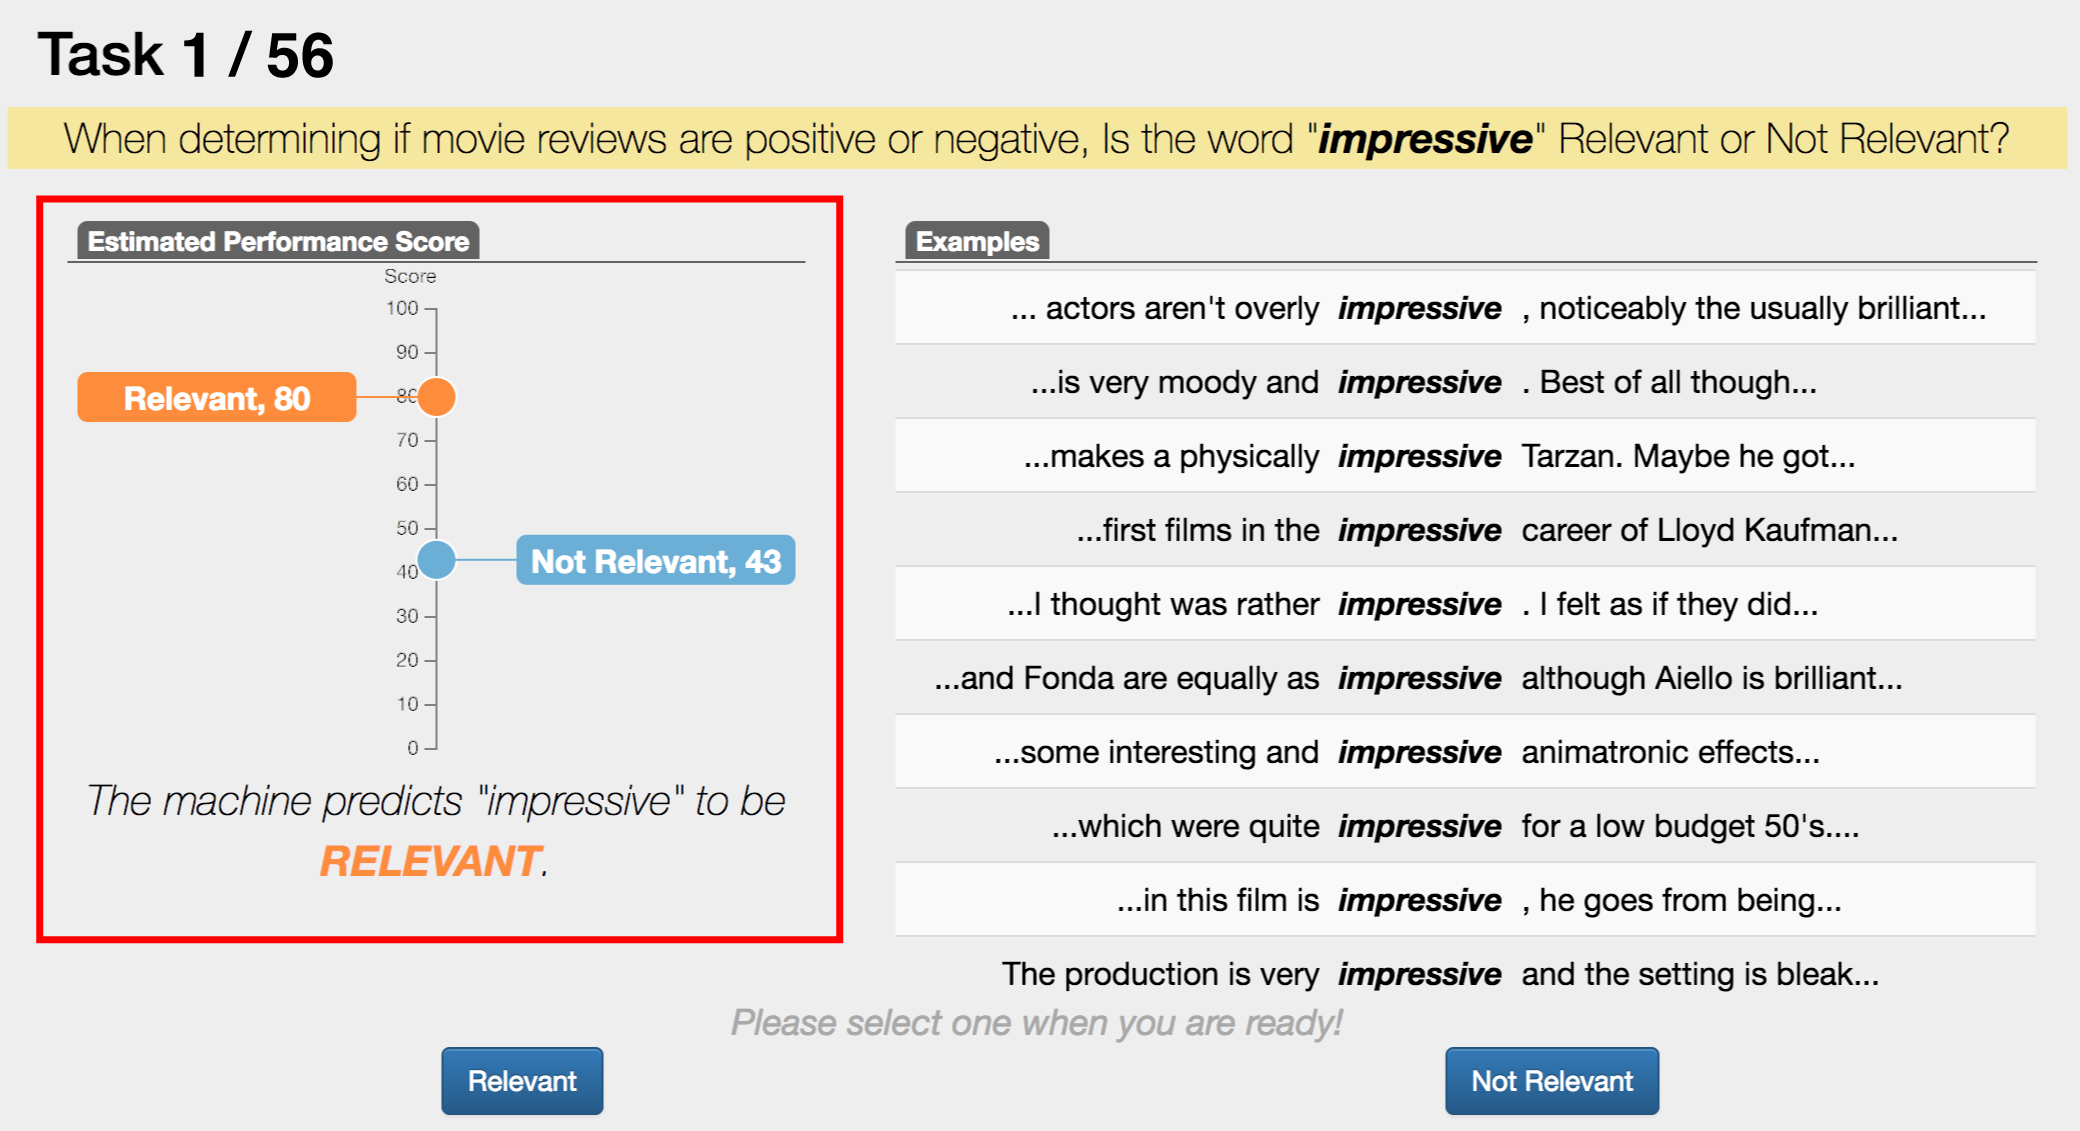 Task 1 / 56
When determining if movie reviews are positive or negative, Is the word "impressive" Relevant or Not Relevant?
Estimated Performance Score
Score
100
90
Relevant, 80
80
70
60
50
Not Relevant, 43
40
30
20
10
0
The machine predicts "impressive" to be
RELEVANT.
Examples
... actors aren't overly impressive , noticeably the usually brilliant...
...is very moody and impressive . Best of all though...
...makes a physically impressive Tarzan. Maybe he got...
...first films in the impressive career of Lloyd Kaufman...
...I thought was rather impressive . I felt as if they did...
...and Fonda are equally as impressive although Aiello is brilliant...
...some interesting and impressive animatronic effects...
...which were quite impressive for a low budget 50's....
...in this film is impressive , he goes from being...
The production is very impressive and the setting is bleak...
Please select one when you are ready!
Relevant
Not Relevant